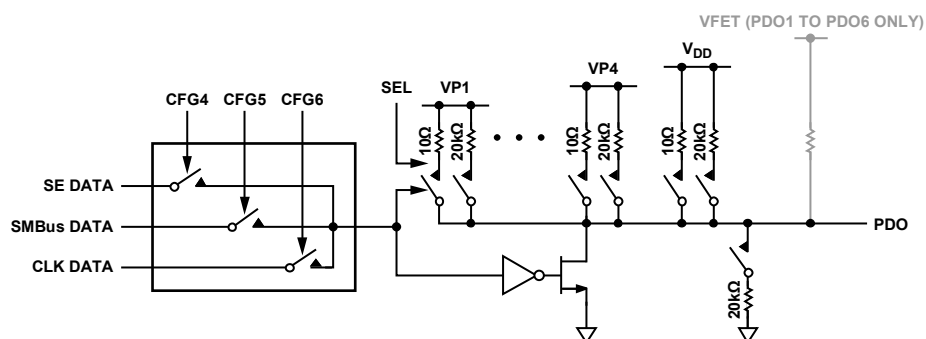 VFET (PDO1 TO PDO6 ONLY)
VDD
VP4
SEL
VP1
CFG4
CFG5
CFG6
10Ω
20kΩ
10Ω
20kΩ
10Ω
20kΩ
SE DATA
SMBus DATA
CLK DATA
PDO
20kΩ